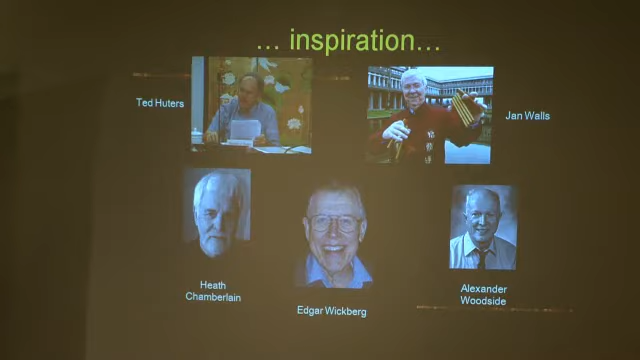 ... inspiration...
Ted Huters
Jan Walls
Heath
Chamberlain
Edgar Wickberg
Alexander
Woodside